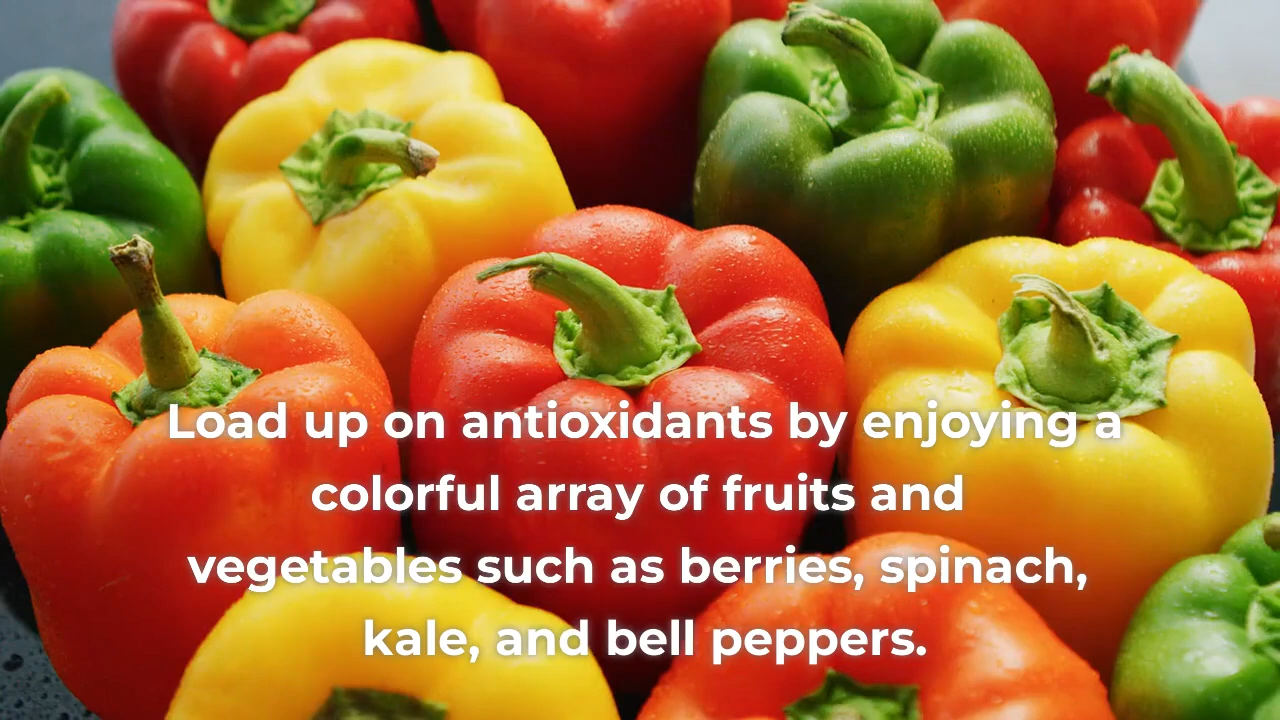 Load up on antioxidants by enjoying a
colorful array of fruits and
vegetables such as berries, spinach,
kale, and bell peppers.